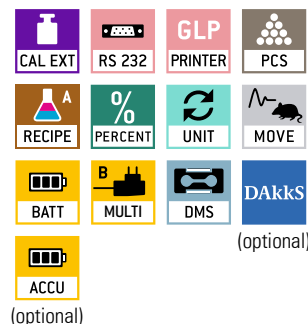 CAL EXT
RS 232
GLP
PRINTER
PCS
A
RECIPE
%
PERCENT
UNIT
MOVE
BATT
B
MULTI
DMS
DAkkS
(optional)
ACCU
(optional)